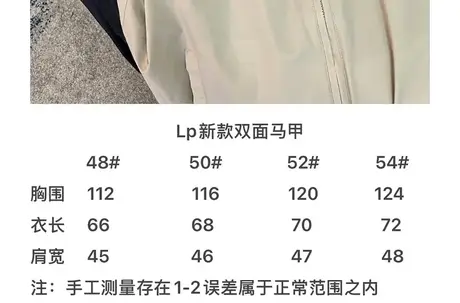 Lp新款双面马甲
48# 50# 52# 54#
胸围 112 116 120 124
衣长 66 68 70 72
肩宽 45 46 47 48
注：手工测量存在1-2误差属于正常范围之内